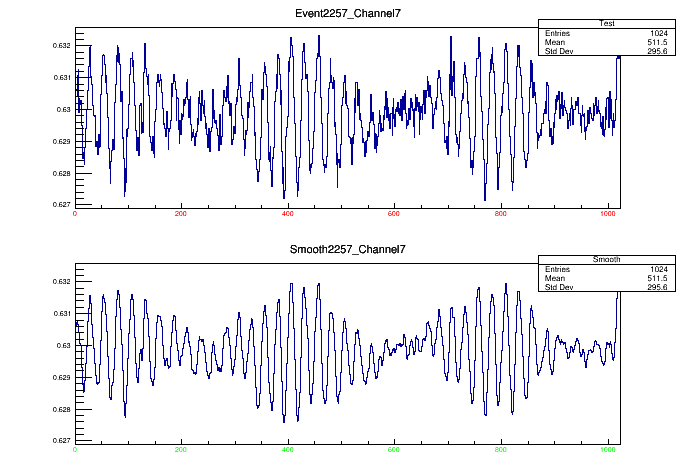 Event2257_Channel7
Test
Entries 1024
Mean 511.5
Std Dev 295.6
0.632
0.631
0.63
0.629
0.628
0.627
0 200 400 600 800 1000
Smooth2257_Channel7
Smooth
Entries 1024
Mean 511.5
Std Dev 295.6
0.632
0.631
0.63
0.629
0.628
0.627
0 200 400 600 800 1000